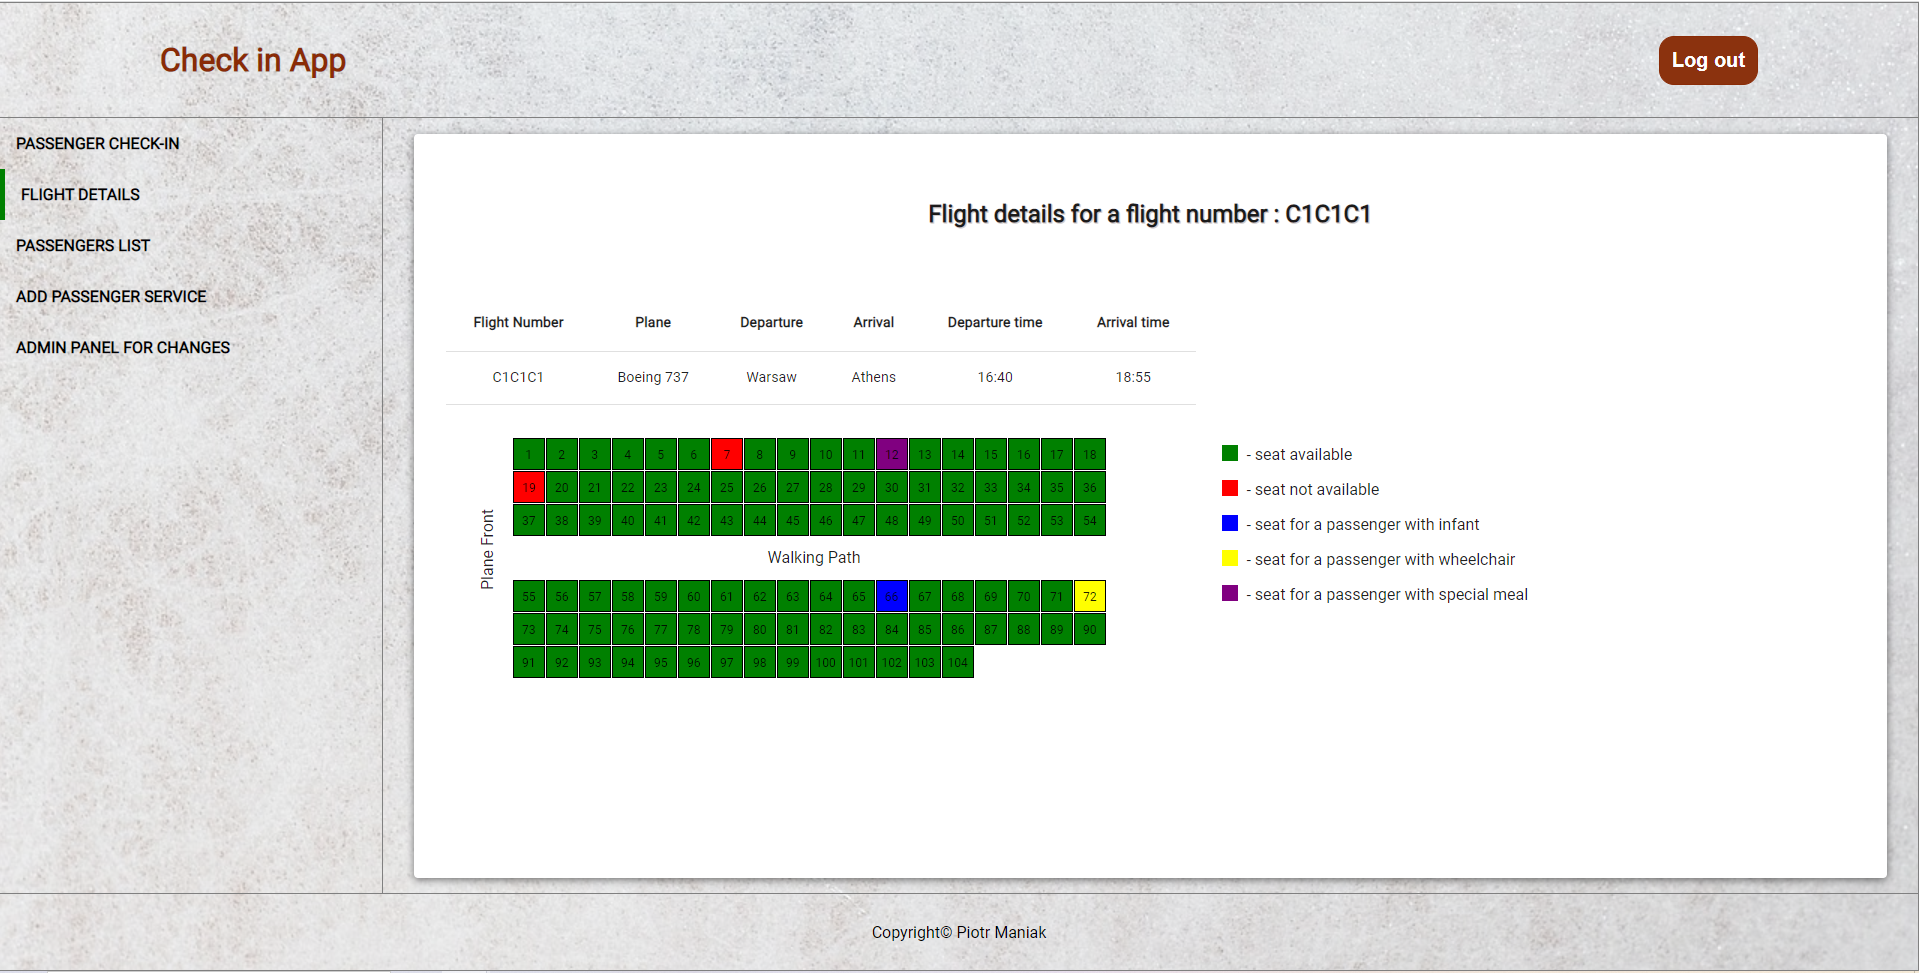 Check in App
Log out
PASSENGER CHECK-IN
FLIGHT DETAILS
PASSENGERS LIST
ADD PASSENGER SERVICE
ADMIN PANEL FOR CHANGES
Flight details for a flight number : C1C1C1
Flight Number Plane Departure Arrival Departure time Arrival time
C1C1C1 Boeing 737 Warsaw Athens 16:40 18:55
Plane Front
1 2 3 4 5 6 7 8 9 10 11 12 13 14 15 16 17 18
19 20 21 22 23 24 25 26 27 28 29 30 31 32 33 34 35 36
37 38 39 40 41 42 43 44 45 46 47 48 49 50 51 52 53 54
Walking Path
55 56 57 58 59 60 61 62 63 64 65 66 67 68 69 70 71 72
73 74 75 76 77 78 79 80 81 82 83 84 85 86 87 88 89 90
91 92 93 94 95 96 97 98 99 100 101 102 103 104
- seat available
- seat not available
- seat for a passenger with infant
- seat for a passenger with wheelchair
- seat for a passenger with special meal
Copyright© Piotr Maniak